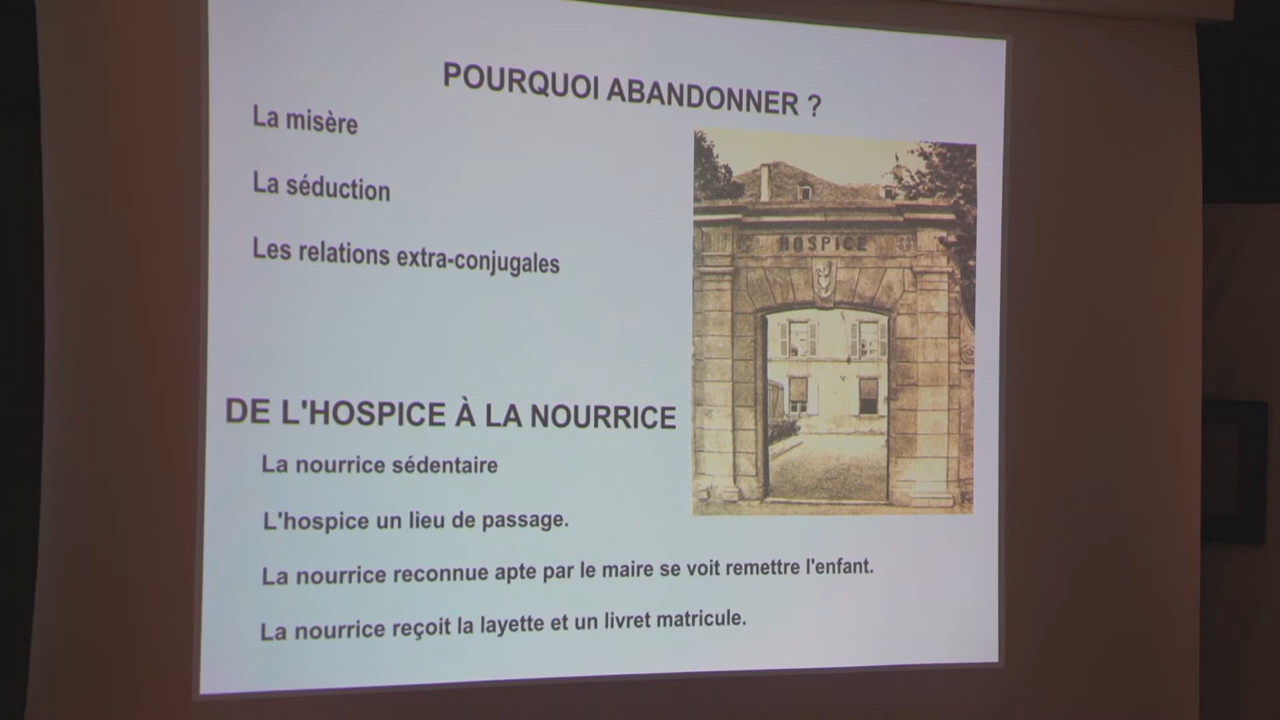 POURQUOI ABANDONNER ?
La misère
La séduction
Les relations extra-conjugales
HOSPICE
DE L'HOSPICE À LA NOURRICE
La nourrice sédentaire
L'hospice un lieu de passage.
La nourrice reconnue apte par le maire se voit remettre l'enfant.
La nourrice reçoit la layette et un livret matricule.